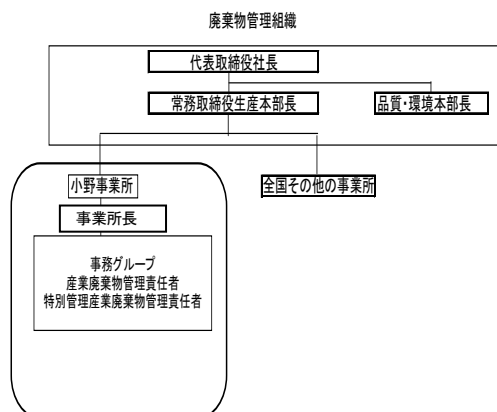 廃棄物管理組織
代表取締役社長
常務取締役生産本部長
品質・環境本部長
小野事業所
全国その他の事業所
事業所長
事務グループ
産業廃棄物管理責任者
特別管理産業廃棄物管理責任者